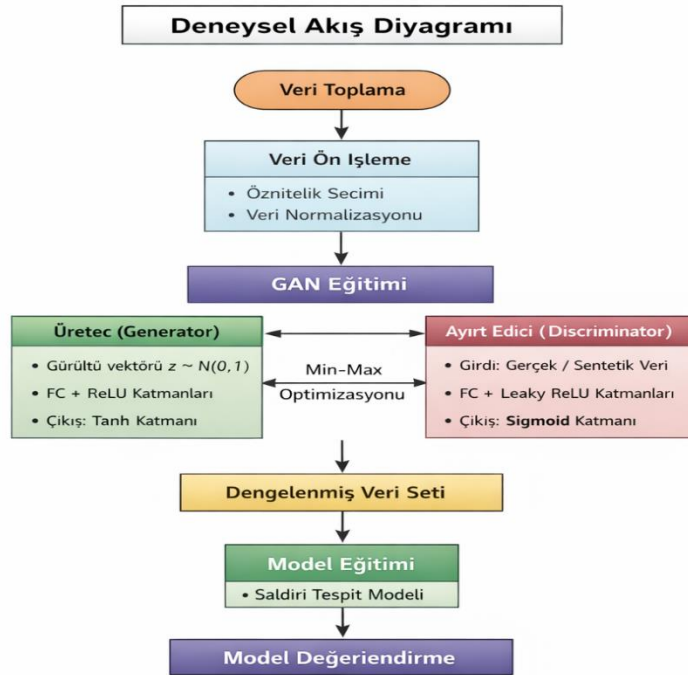 Deneysel Akış Diyagramı
Veri Toplama
Veri Ön Işleme
• Öznitelik Secimi
• Veri Normalizasyonu
GAN Eğitimi
Üretec (Generator)
• Gürültü vektörü z ~ N(0,1)
• FC + ReLU Katmanları
• Çikış: Tanh Katmanı
Min-Max
Optimizasyonu
Ayırt Edici (Discriminator)
• Girdi: Gerçek / Sentetik Veri
• FC + Leaky ReLU Katmanları
• Çikiş: Sigmoid Katmanı
Dengelenmiş Veri Seti
Model Eğitimi
• Saldiri Tespit Modeli
Model Değeriendirme